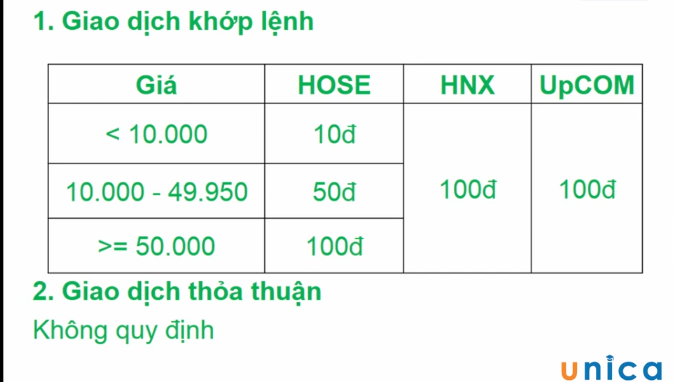 1. Giao dịch khớp lệnh
Giá HOSE HNX UpCOM
< 10.000 10đ
10.000 - 49.950 50đ 100đ 100đ
>= 50.000 100đ
2. Giao dịch thỏa thuận
Không quy định
unica